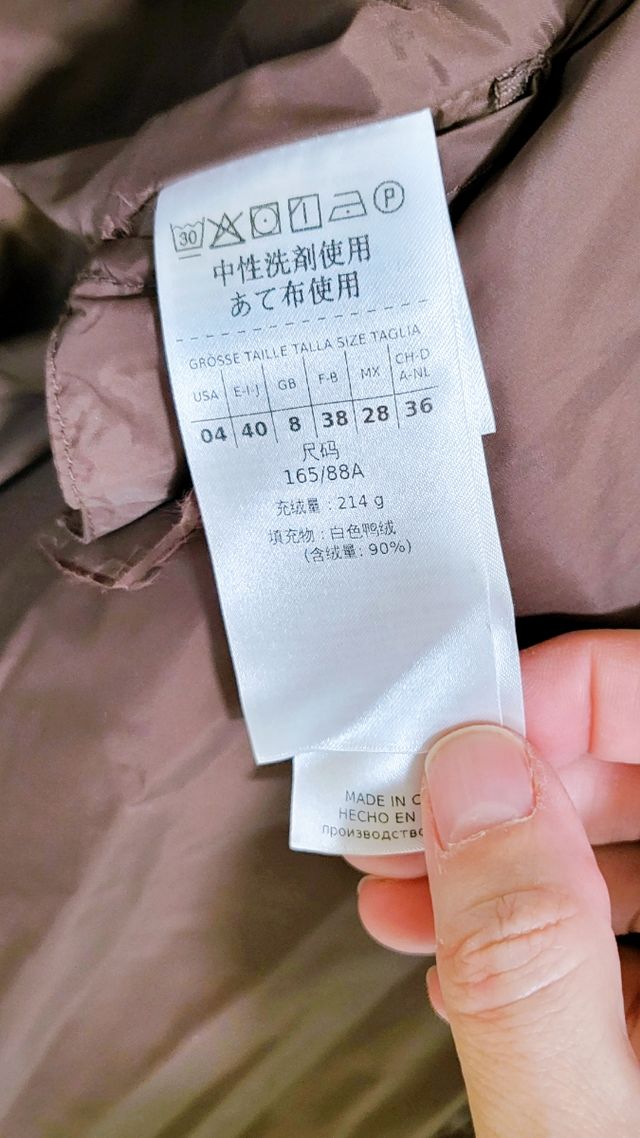 30 P
中性洗剤使用
あて布使用
GRÖSSE TAILLE TALLA SIZE TAGLIA
USA E-I-J GB F-B MX CH-D A-NL
04 40 8 38 28 36
尺码
165/88A
充绒量：214 g
填充物：白色鸭绒
(含绒量：90%)
MADE IN
HECHO EN